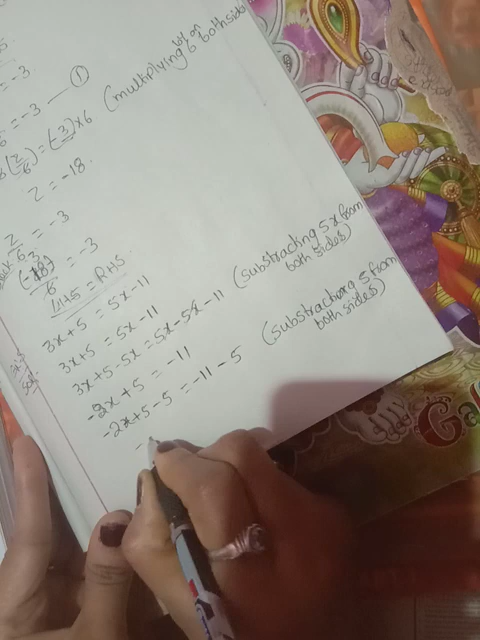 = -3.
= -3 — ①
(z/6) = (-3) × 6 (multiplying by 6 on both sides
z = -18.
z/6 = -3
(-18)/6 = -3
LHS = RHS
3x + 5 = 5x - 11
3x + 5 = 5x - 11
3x + 5 - 5x = 5x - 5x - 11 (substracting 5x from both sides)
-2x + 5 = -11
-2x + 5 - 5 = -11 - 5 (substracting 5 from both sides)
-